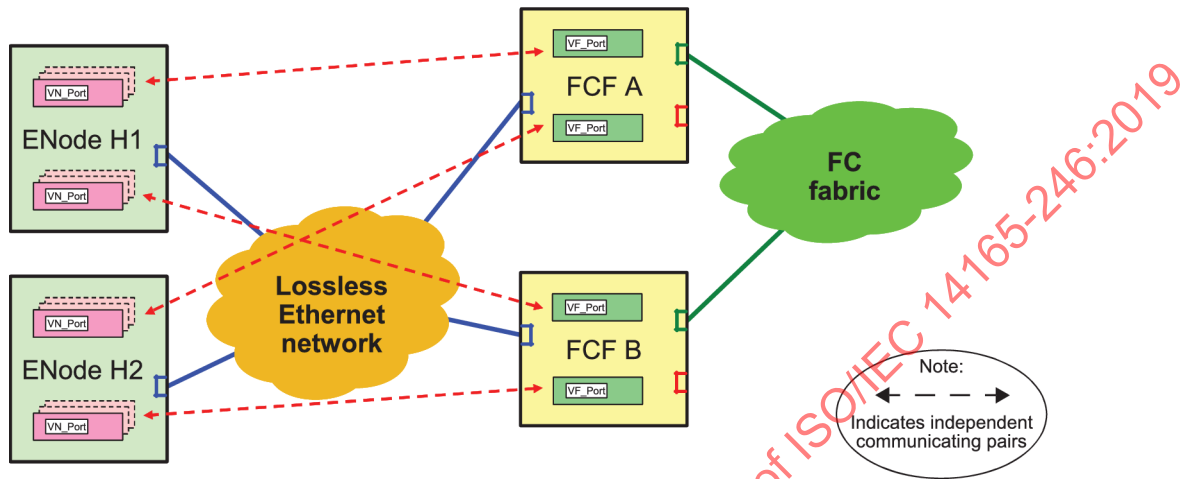 VN_Port
ENode H1
VN_Port
VN_Port
ENode H2
VN_Port
Lossless
Ethernet
network
VF_Port
FCF A
VF_Port
VF_Port
FCF B
VF_Port
FC
fabric
Note:
Indicates independent
communicating pairs
of ISO/IEC 14165-246:2019